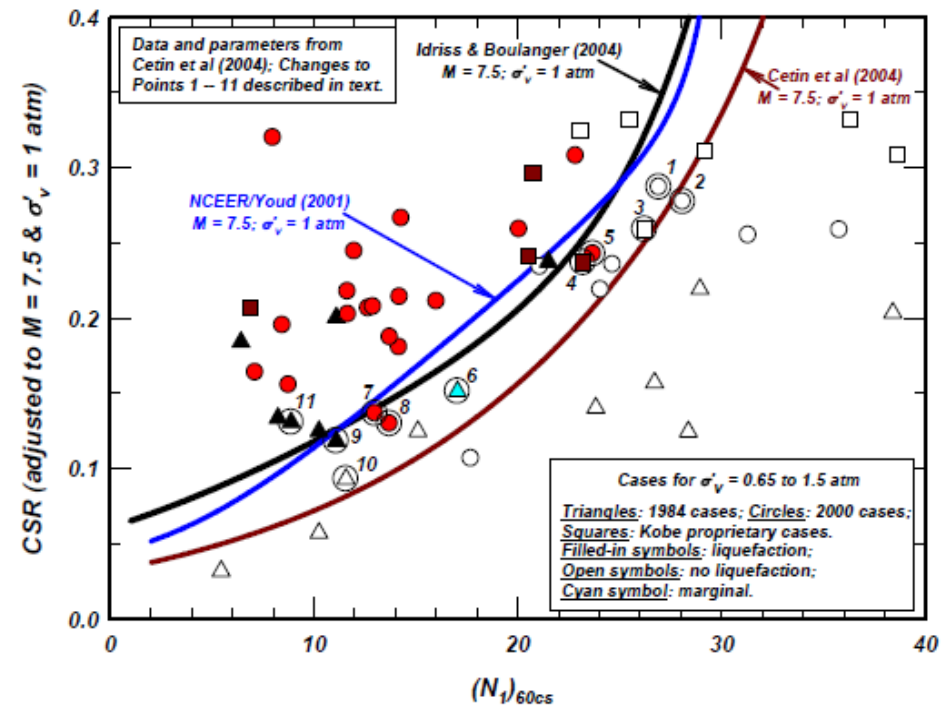 0.4
0.3
0.2
0.1
0.0
CSR (adjusted to M = 7.5 & σ'v = 1 atm)
Data and parameters from
Cetin et al (2004); Changes to
Points 1 – 11 described in text.
Idriss & Boulanger (2004)
M = 7.5; σ'v = 1 atm
Cetin et al (2004)
M = 7.5; σ'v = 1 atm
NCEER/Youd (2001)
M = 7.5; σ'v = 1 atm
1
2
3
5
4
6
7
8
11
9
10
Cases for σ'v = 0.65 to 1.5 atm
Triangles: 1984 cases; Circles: 2000 cases;
Squares: Kobe proprietary cases.
Filled-in symbols: liquefaction;
Open symbols: no liquefaction;
Cyan symbol: marginal.
0 10 20 30 40
(N1)60cs